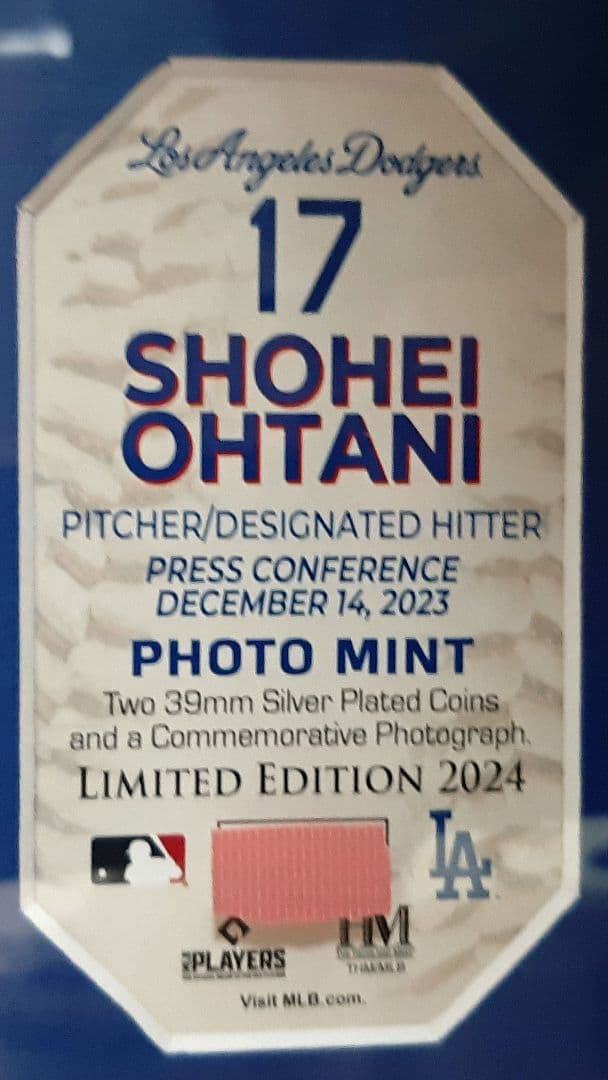 Los Angeles Dodgers
17
SHOHEI
OHTANI
PITCHER/DESIGNATED HITTER
PRESS CONFERENCE
DECEMBER 14, 2023
PHOTO MINT
Two 39mm Silver Plated Coins
and a Commemorative Photograph.
LIMITED EDITION 2024
LA
PLAYERS
HM
Visit MLB.com.